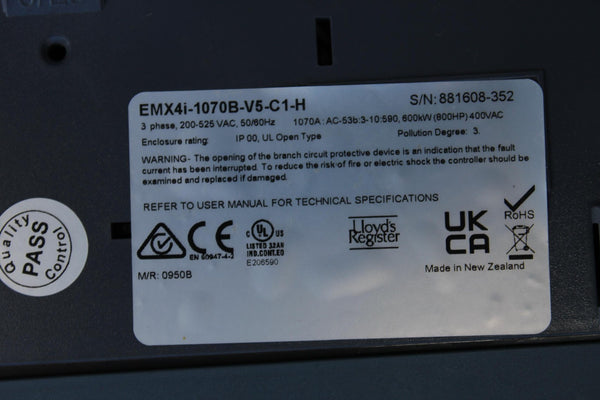 EMX4i-1070B-V5-C1-H
S/N: 881608-352
3 phase, 200-525 VAC, 50/60Hz 1070A : AC-53b:3-10:590, 600kW (800HP) 400VAC
Enclosure rating: IP 00, UL Open Type Pollution Degree: 3.
WARNING- The opening of the branch circuit protective device is an indication that the fault
current has been interrupted. To reduce the risk of fire or electric shock the controller should be
examined and replaced if damaged.
REFER TO USER MANUAL FOR TECHNICAL SPECIFICATIONS
CE
EN 60947-4-2
C UL US
LISTED 32AN
IND.CONT.EQ
E206590
Lloyd's
Register
UK
CA
RoHS
Made in New Zealand
M/R: 0950B
Quality
PASS
Control